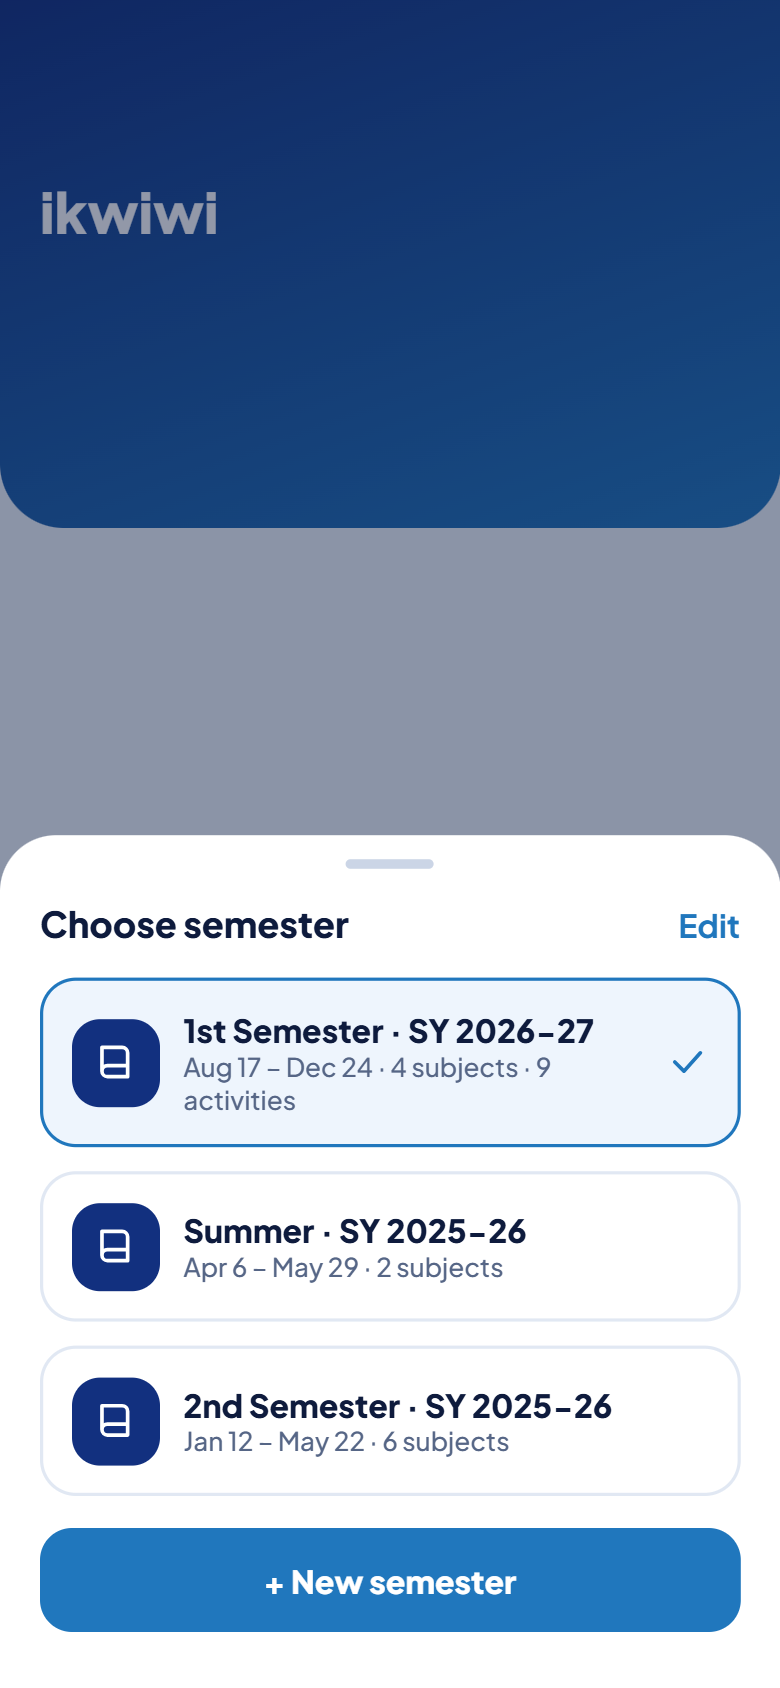 ikwiwi
Choose semester
Edit
1st Semester · SY 2026–27
Aug 17 – Dec 24 · 4 subjects · 9
activities
Summer · SY 2025–26
Apr 6 – May 29 · 2 subjects
2nd Semester · SY 2025–26
Jan 12 – May 22 · 6 subjects
+ New semester